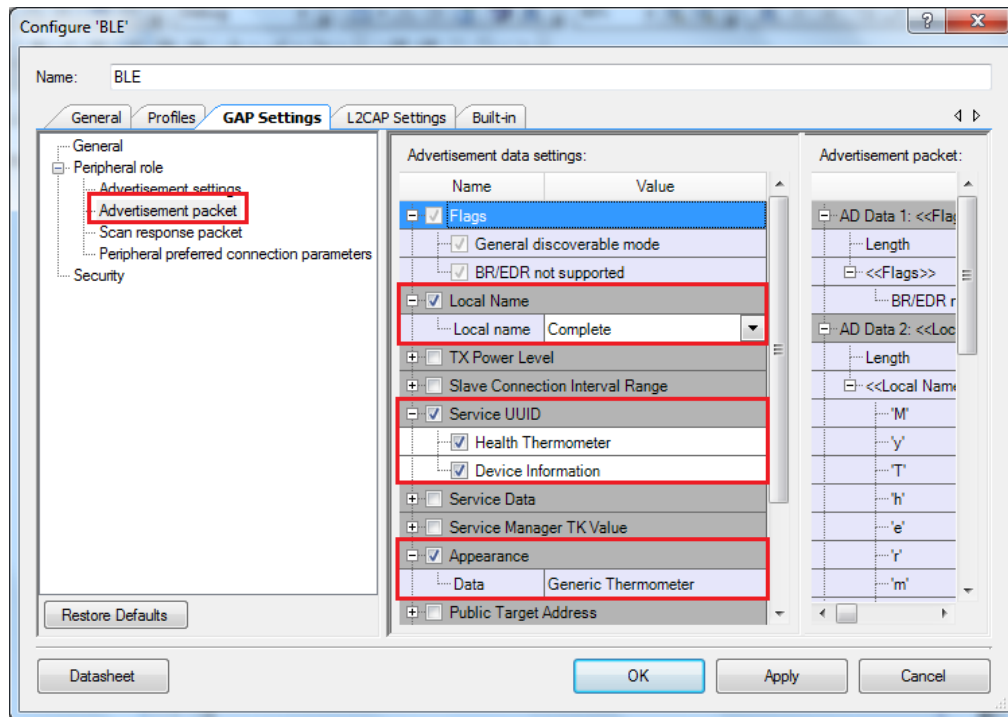 Configure 'BLE'
Name: BLE
General Profiles GAP Settings L2CAP Settings Built-in
General
Peripheral role
Advertisement settings
Advertisement packet
Scan response packet
Peripheral preferred connection parameters
Security
Restore Defaults
Advertisement data settings:
Name Value
Flags
General discoverable mode
BR/EDR not supported
Local Name
Local name Complete
TX Power Level
Slave Connection Interval Range
Service UUID
Health Thermometer
Device Information
Service Data
Service Manager TK Value
Appearance
Data Generic Thermometer
Public Target Address
Advertisement packet:
AD Data 1: <<Flag
Length
<<Flags>>
BR/EDR r
AD Data 2: <<Loc
Length
<<Local Name
'M'
'y'
'T'
'h'
'e'
'r'
'm'
Datasheet OK Apply Cancel